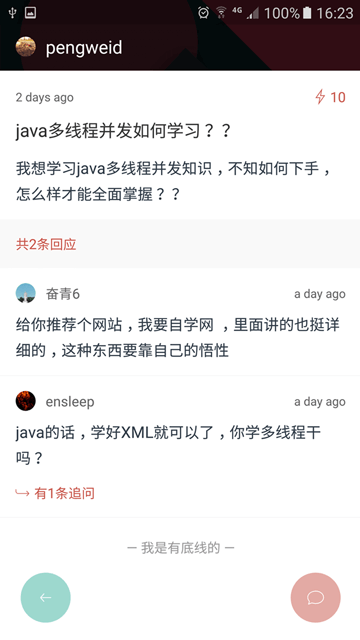 4G 100% 16:23
pengweid
2 days ago 10
java多线程并发如何学习？？
我想学习java多线程并发知识，不知如何下手，
怎么样才能全面掌握？？
共2条回应
奋青6 a day ago
给你推荐个网站，我要自学网 ，里面讲的也挺详
细的，这种东西要靠自己的悟性
ensleep a day ago
java的话，学好XML就可以了，你学多线程干
吗？
有1条追问
— 我是有底线的 —